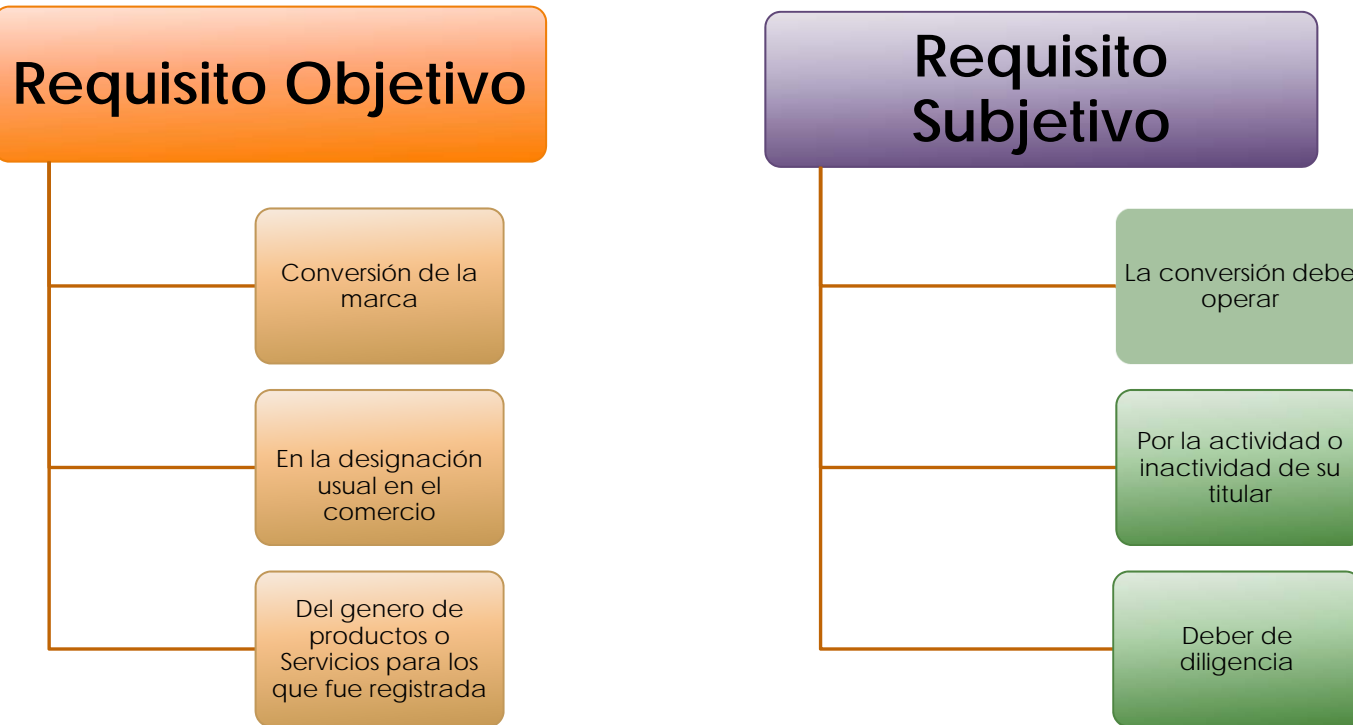 Requisito Objetivo
Conversión de la
marca
En la designación
usual en el
comercio
Del genero de
productos o
Servicios para los
que fue registrada
Requisito
Subjetivo
La conversión debe
operar
Por la actividad o
inactividad de su
titular
Deber de
diligencia